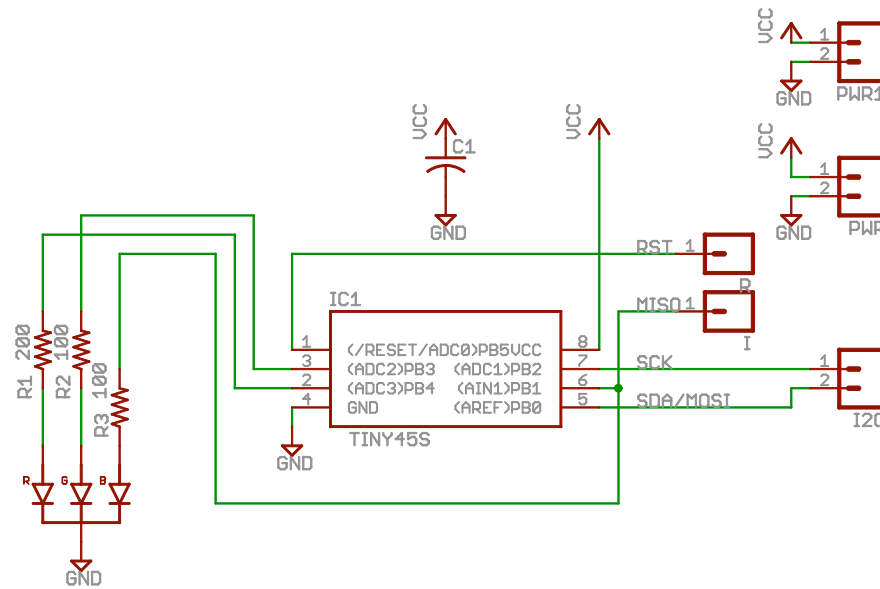 VCC
1
2
GND
PWR1
VCC
1
2
GND
PWR
VCC
C1
GND
VCC
RST 1
R
MISO 1
I
IC1
1
3
2
4
(/RESET/ADC0)PB5VCC
(ADC2)PB3 (ADC1)PB2
(ADC3)PB4 (AIN1)PB1
GND (AREF)PB0
8
7
6
5
TINY45S
GND
SCK
SDA/MOSI
1
2
I2C
200
R1
100
R2
100
R3
R G B
GND